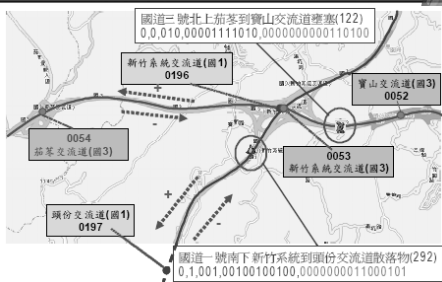 國道三號北上茄苳到寶山交流道壅塞(122)
0,0,010,00001111010,0000000000110100
新竹系統交流道(國1)
0196
寶山交流道(國3)
0052
0054
茄苳交流道(國3)
0053
新竹系統交流道(國3)
頭份交流道(國1)
0197
國道一號南下新竹系統到頭份交流道散落物(292)
0,1,001,00100100100,0000000011000101